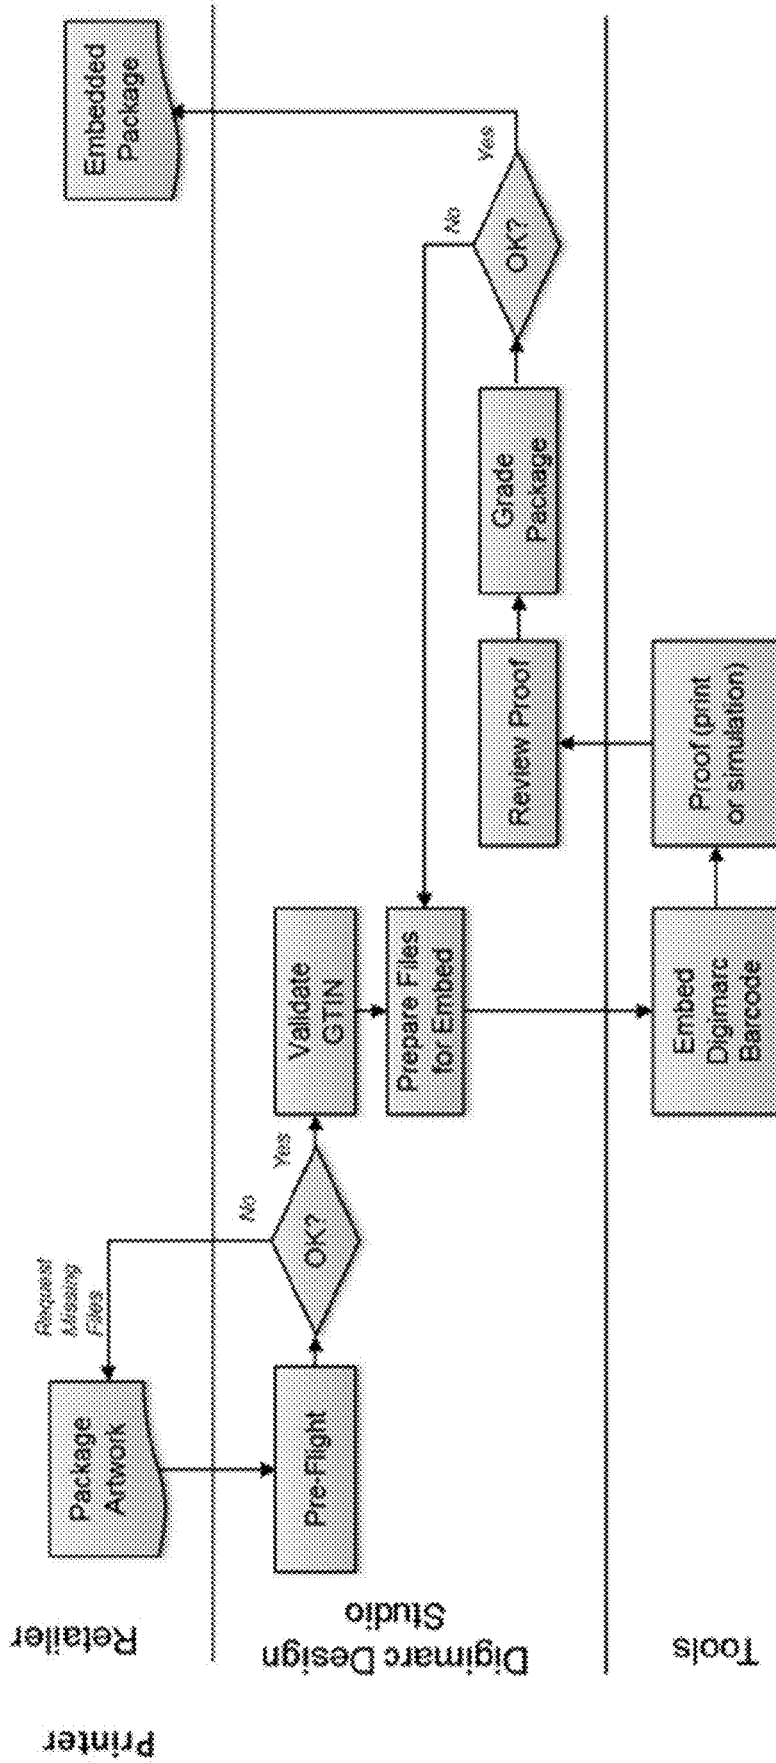 Printer
Retailer
Package
Artwork
Request
Missing
Files
Embedded
Package
Digimarc Design
Studio
Pre-Flight
OK?
No
Yes
Validate
GTIN
Prepare Files
for Embed
Review Proof
Grade
Package
OK?
No
Yes
Tools
Embed
Digimarc
Barcode
Proof (print
or simulation)